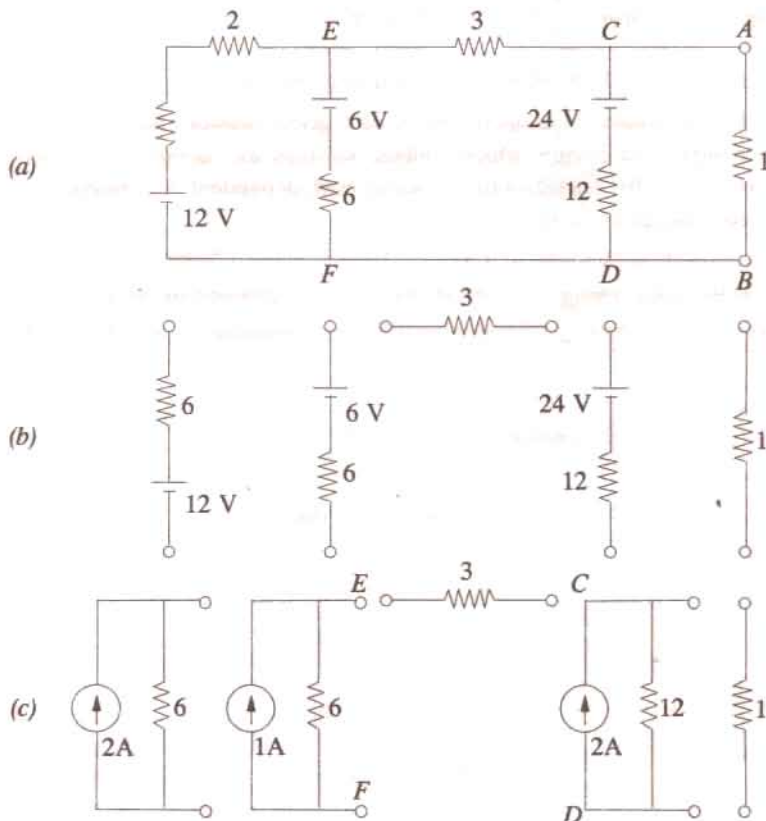 2 E 3 C A
6 V 24 V
(a) 1
12 V 6 12
F D B
3
6 6 V 24 V
(b) 1
12 V 6 12
E 3 C
(c) 6 6 12 1
2A 1A 2A
F D